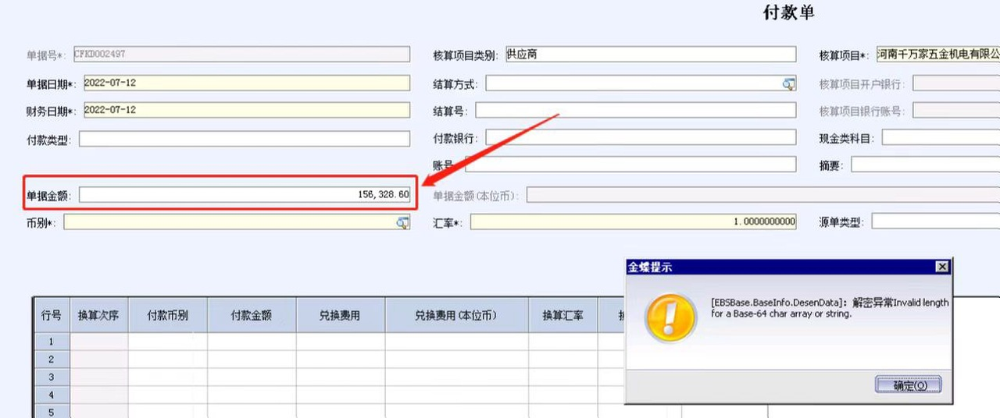 付款单
单据号*: CFKD002497 核算项目类别: 供应商 核算项目*: 河南千万家五金机电有限公
单据日期*: 2022-07-12 结算方式: 核算项目开户银行:
财务日期*: 2022-07-12 结算号: 核算项目银行账号:
付款类型: 付款银行: 现金类科目:
账号: 摘要:
单据金额: 156,328.60 单据金额(本位币):
币别*: 汇率*: 1.0000000000 源单类型:
金蝶提示
[EBSBase.BaseInfo.DesenData]: 解密异常Invalid length
for a Base-64 char array or string.
确定(O)
行号 换算次序 付款币别 付款金额 兑换费用 兑换费用(本位币) 换算汇率
1
2
3
4
5